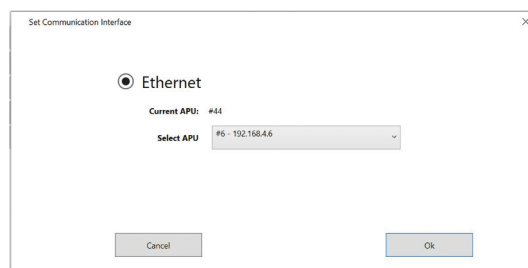 Set Communication Interface
Ethernet
Current APU: #44
Select APU #6 - 192.168.4.6
Cancel Ok